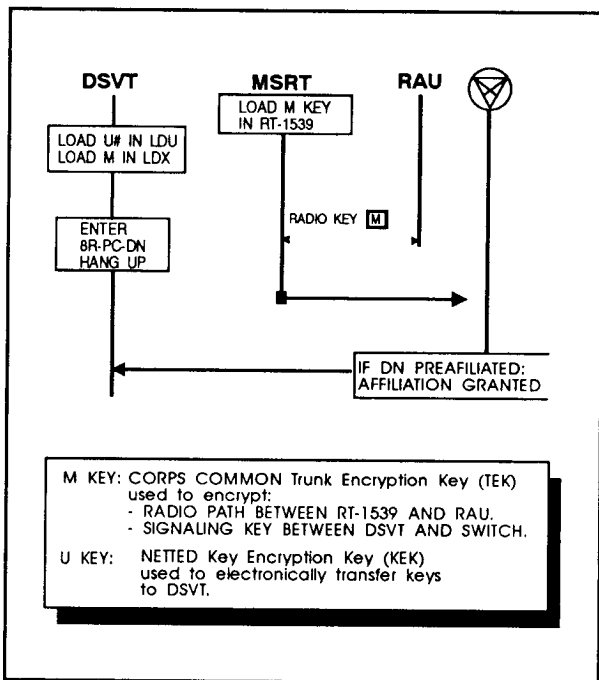 DSVT
MSRT
RAU
LOAD M KEY
IN RT-1539
LOAD U# IN LDU
LOAD M IN LDX
ENTER
8R-PC-DN
HANG UP
RADIO KEY M
IF DN PREAFILIATED:
AFFILIATION GRANTED
M KEY: CORPS COMMON Trunk Encryption Key (TEK)
used to encrypt:
- RADIO PATH BETWEEN RT-1539 AND RAU.
- SIGNALING KEY BETWEEN DSVT AND SWITCH.
U KEY: NETTED Key Encryption Key (KEK)
used to electronically transfer keys
to DSVT.